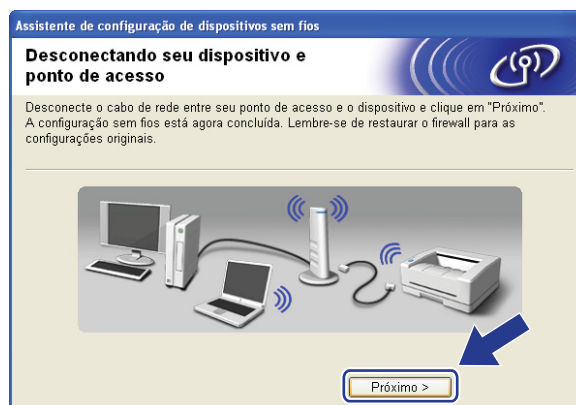 Assistente de configuração de dispositivos sem fios
Desconectando seu dispositivo e
ponto de acesso
Desconecte o cabo de rede entre seu ponto de acesso e o dispositivo e clique em "Próximo".
A configuração sem fios está agora concluída. Lembre-se de restaurar o firewall para as
configurações originais.
Próximo >